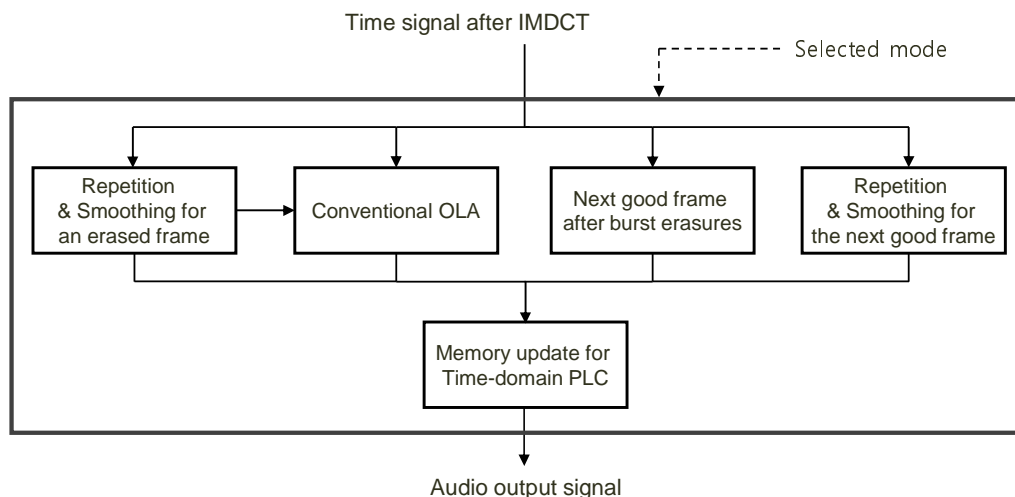 Time signal after IMDCT
Selected mode
Repetition
& Smoothing for
an erased frame
Conventional OLA
Next good frame
after burst erasures
Repetition
& Smoothing for
the next good frame
Memory update for
Time-domain PLC
Audio output signal